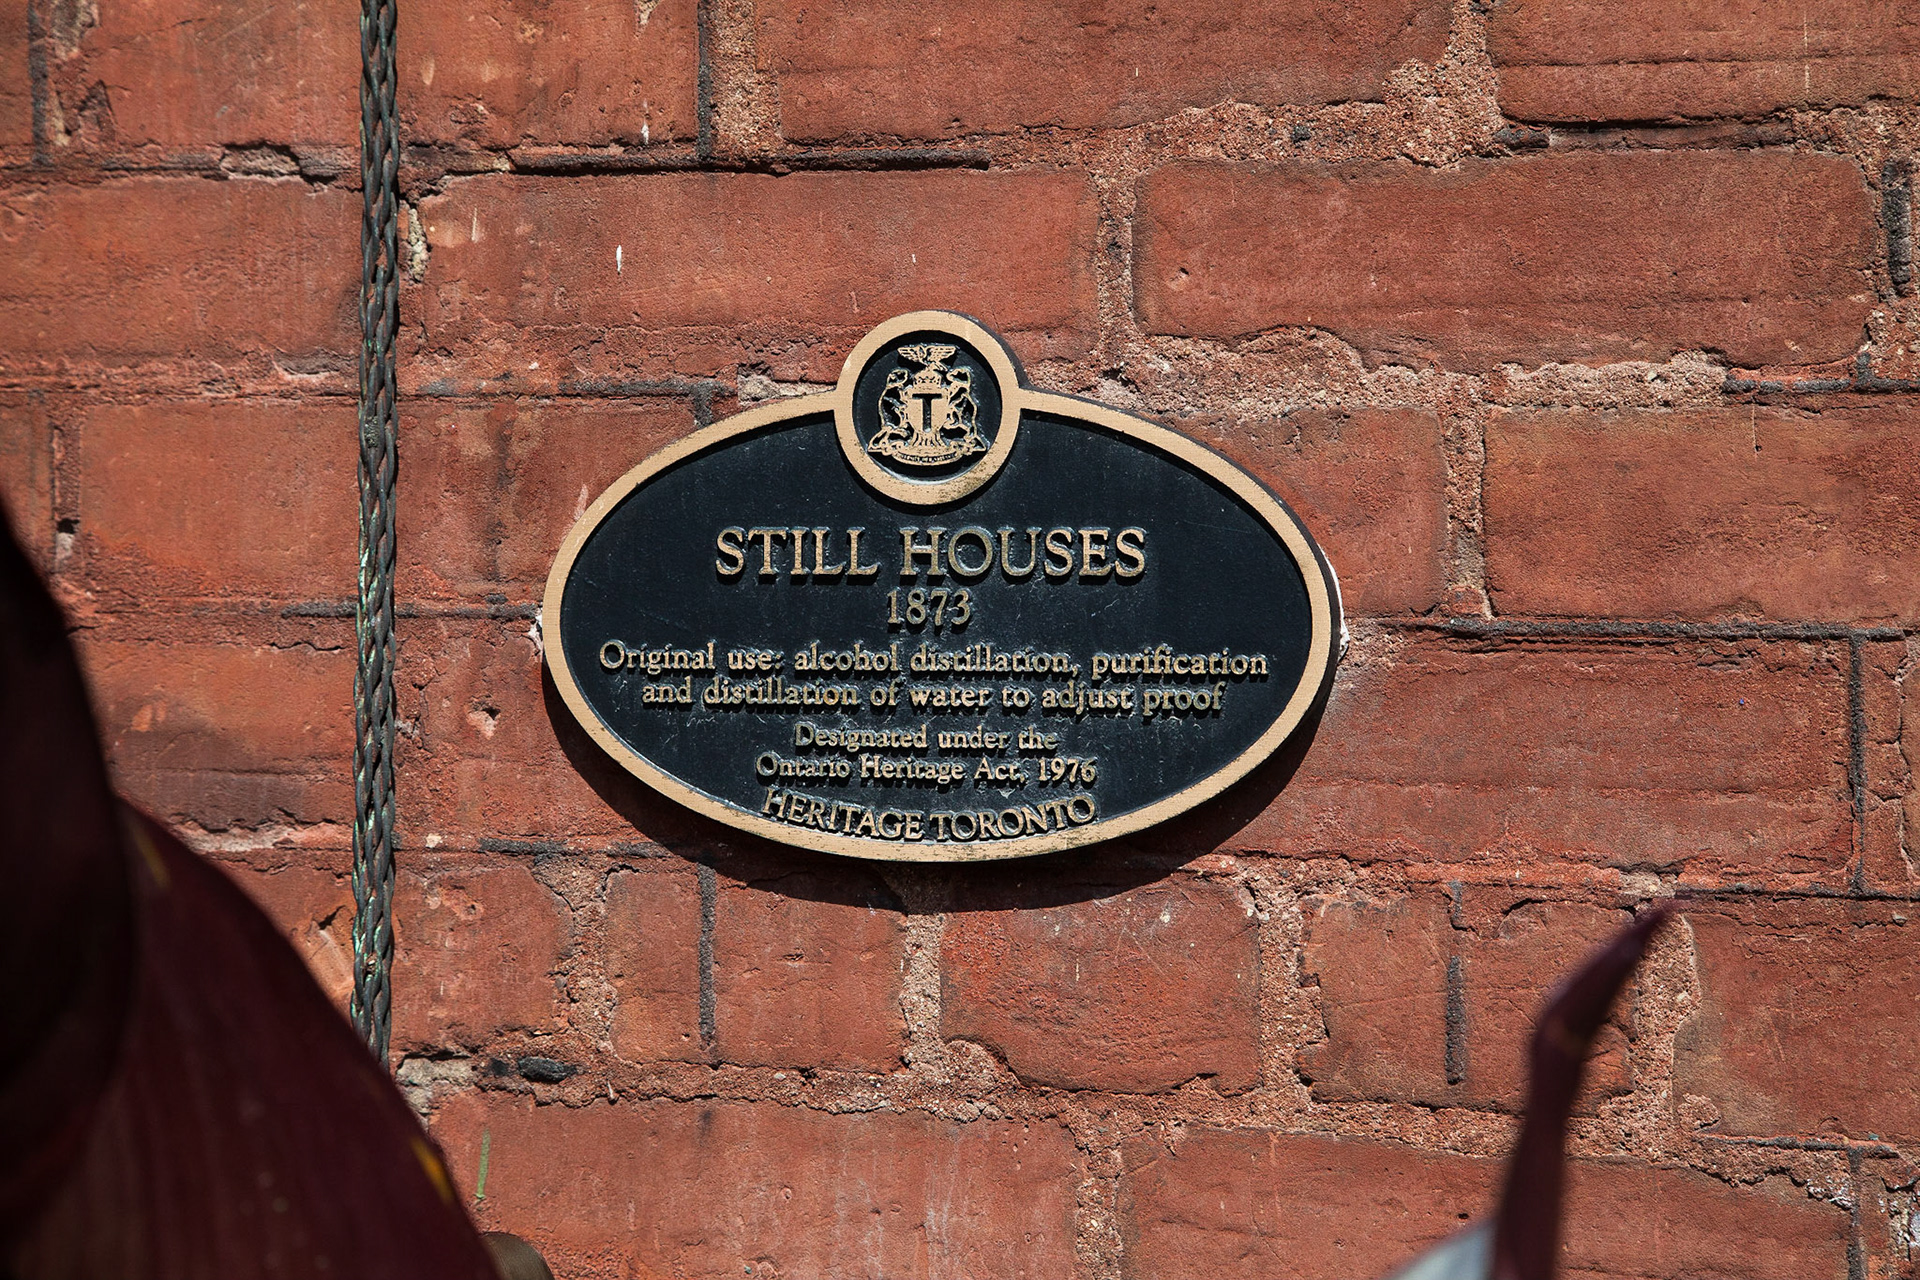 T
STILL HOUSES
1873
Original use: alcohol distillation, purification
and distillation of water to adjust proof
Designated under the
Ontario Heritage Act, 1976
HERITAGE TORONTO